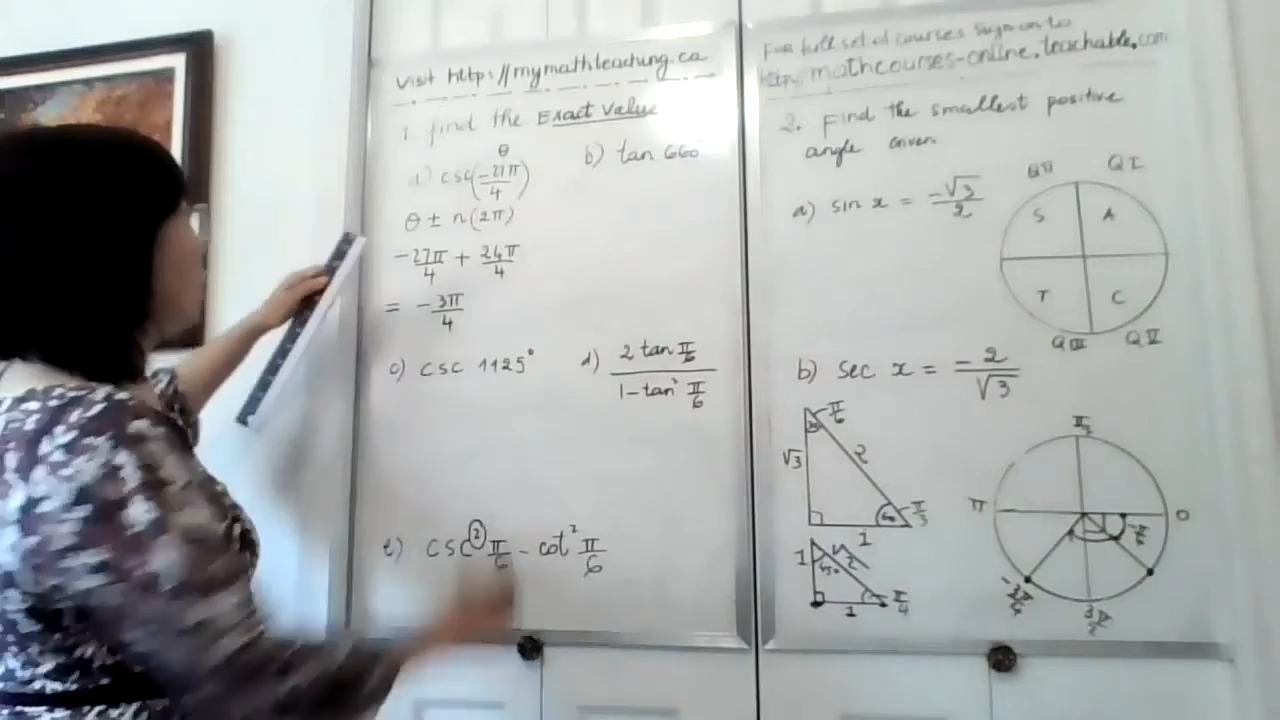 visit http://mymathteaching.ca
1. find the Exact Value
θ
a) csc(-27π/4)
b) tan 660°
θ ± n(2π)
-27π/4 + 24π/4
= -3π/4
c) csc 1125°
d) 2 tan π/6 / 1-tan² π/6
e) csc² π/6 - cot² π/6
For full set of courses sign on to
http: mathcourses-online.teachable.com
2. Find the smallest positive
angle given.
a) sin x = -√3/2
QII QI
S A
T C
QIII QIV
b) sec x = -2/√3
π/6
30
√3
2
60
π/3
1
1
√2
45°
π/4
1
π/2
π
0
-π/4
-3π/4
3π/2